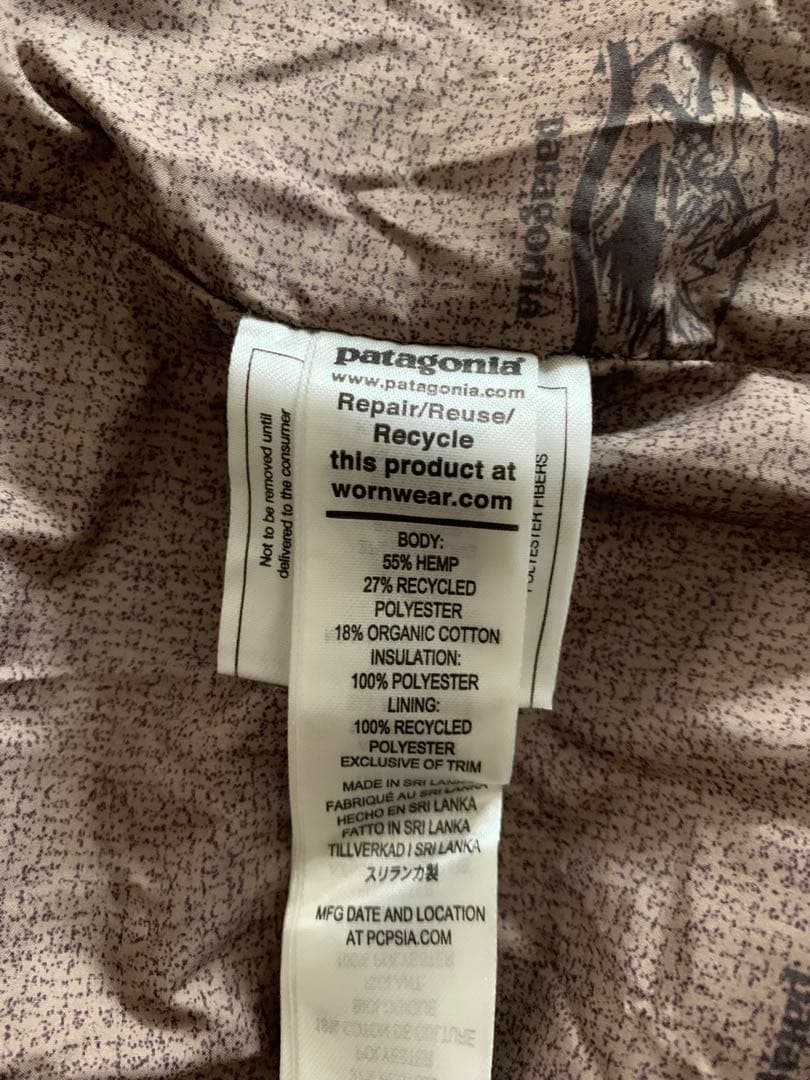 patagonia
patagonia®
www.patagonia.com
Repair/Reuse/
Recycle
this product at
wornwear.com
Not to be removed until
delivered to the consumer
POLYESTER FIBERS
BODY:
55% HEMP
27% RECYCLED
POLYESTER
18% ORGANIC COTTON
INSULATION:
100% POLYESTER
LINING:
100% RECYCLED
POLYESTER
EXCLUSIVE OF TRIM
MADE IN SRI LANKA
FABRIQUÉ AU SRI LANKA
HECHO EN SRI LANKA
FATTO IN SRI LANKA
TILLVERKAD I SRI LANKA
スリランカ製
MFG DATE AND LOCATION
AT PCPSIA.COM